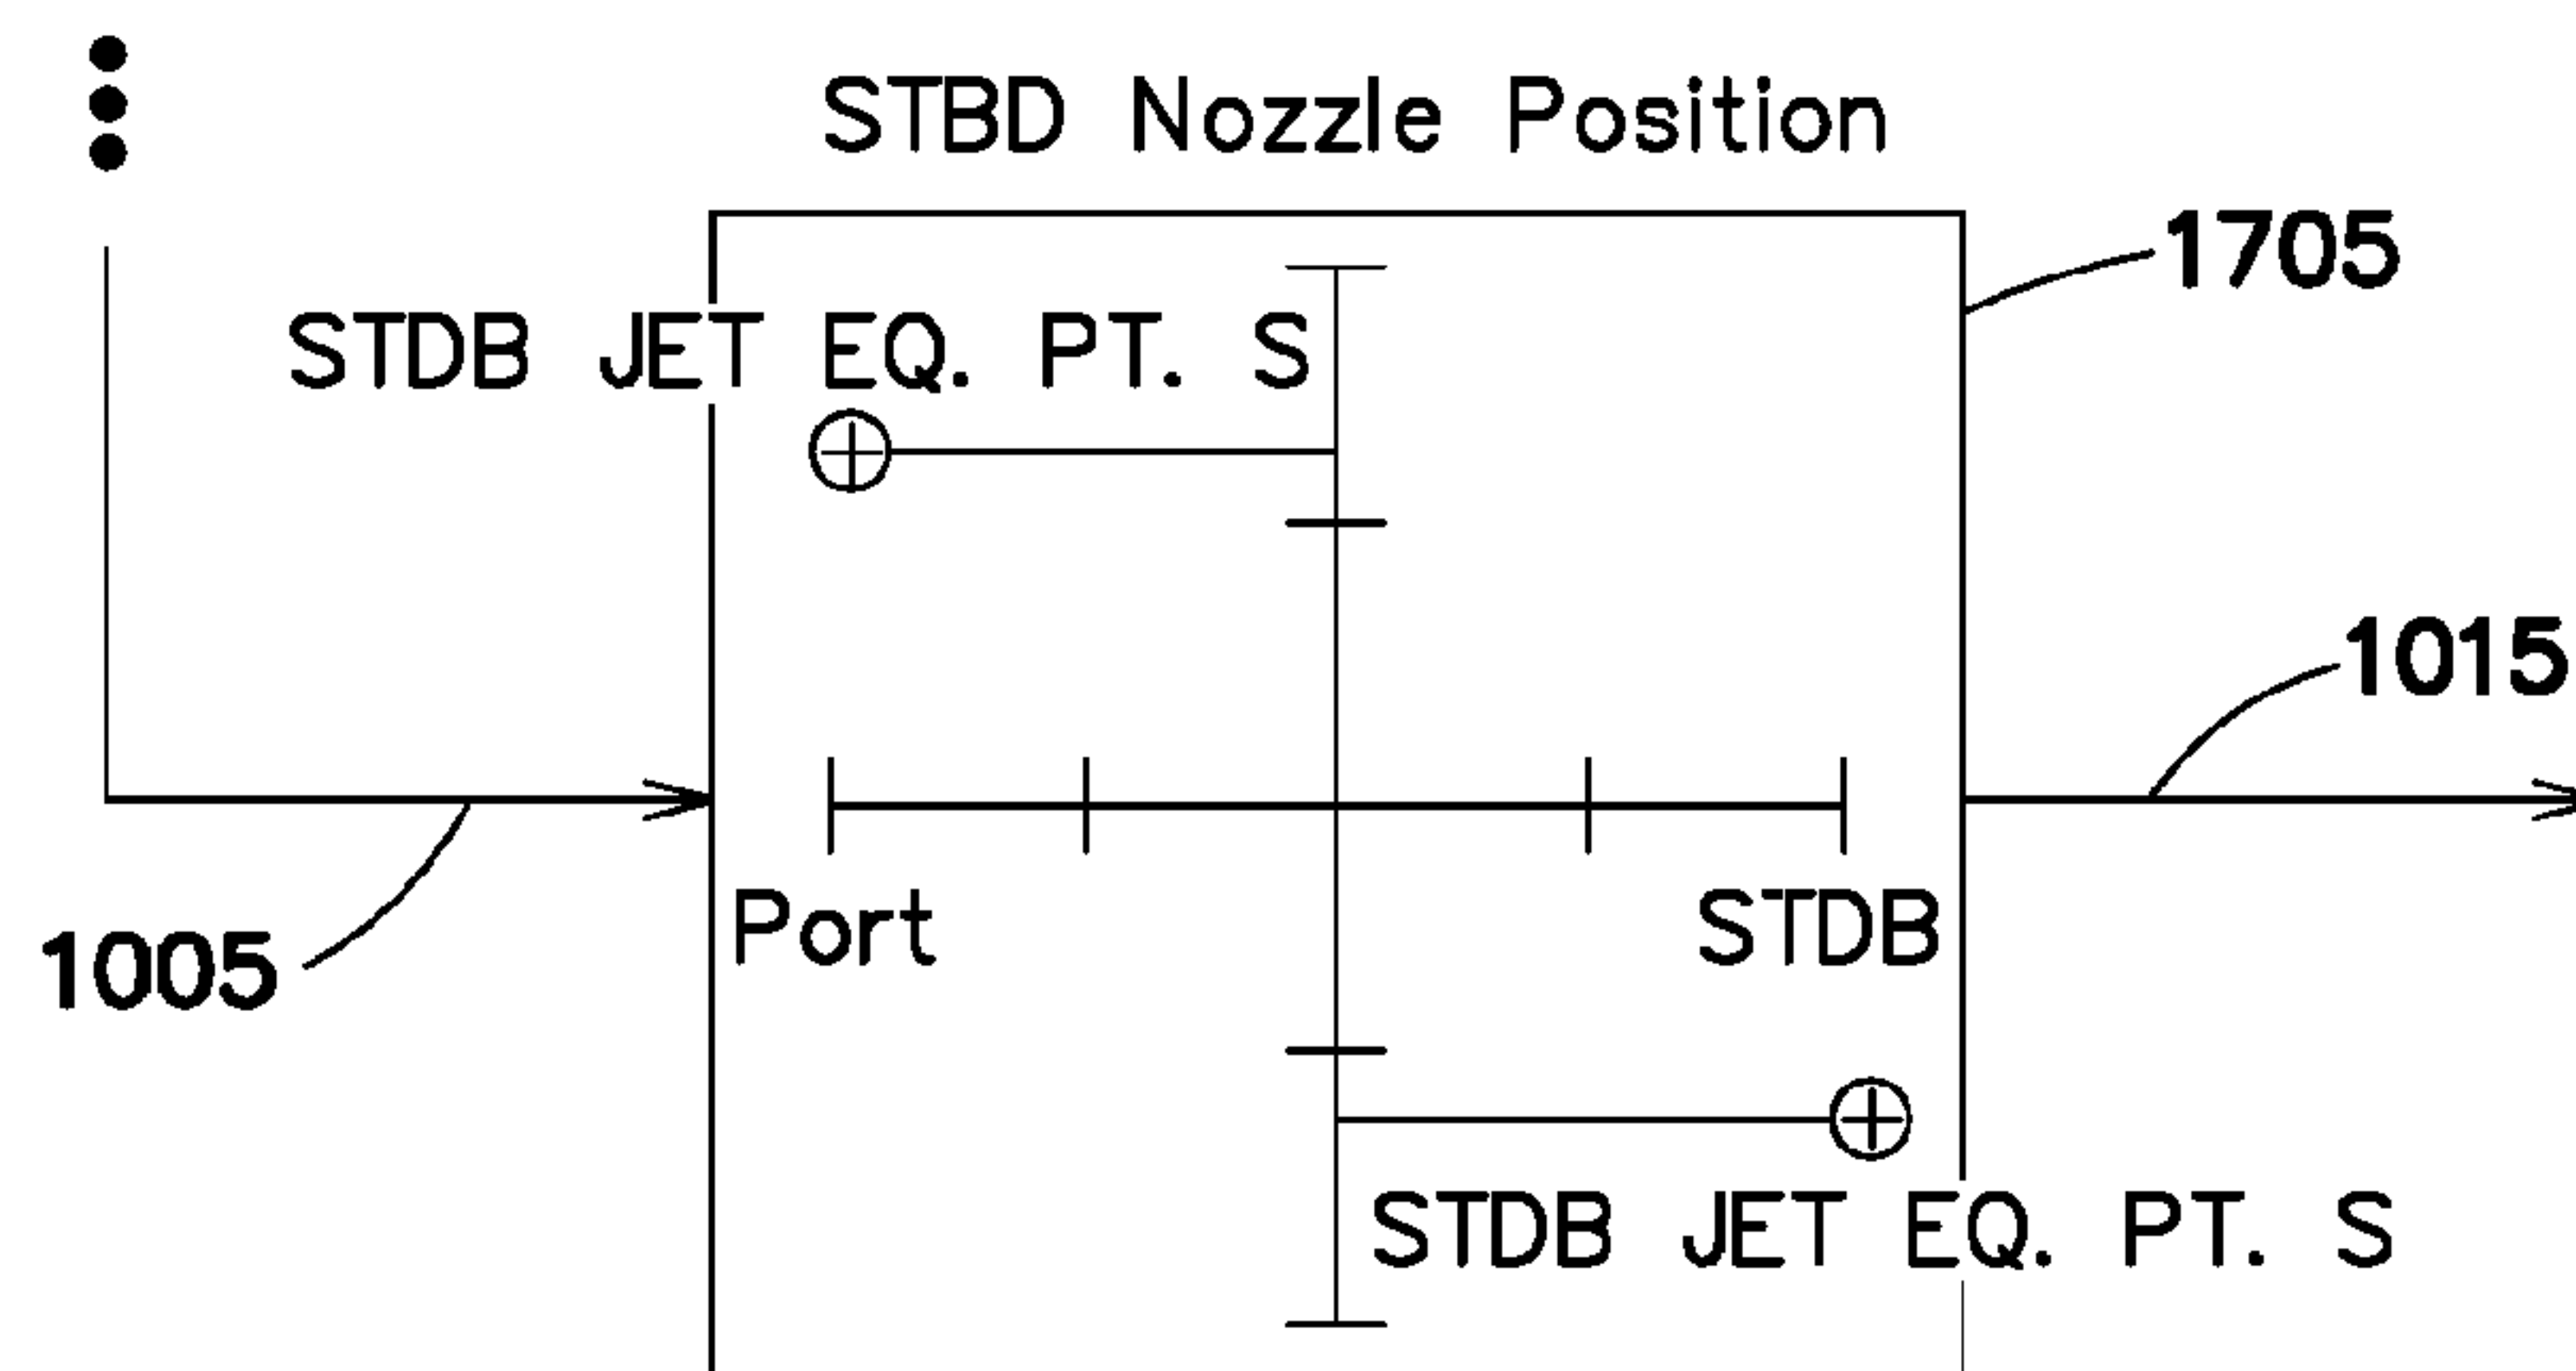 STBD Nozzle Position
1705
STDB JET EQ. PT. S
1015
Port
STDB
1005
STDB JET EQ. PT. S